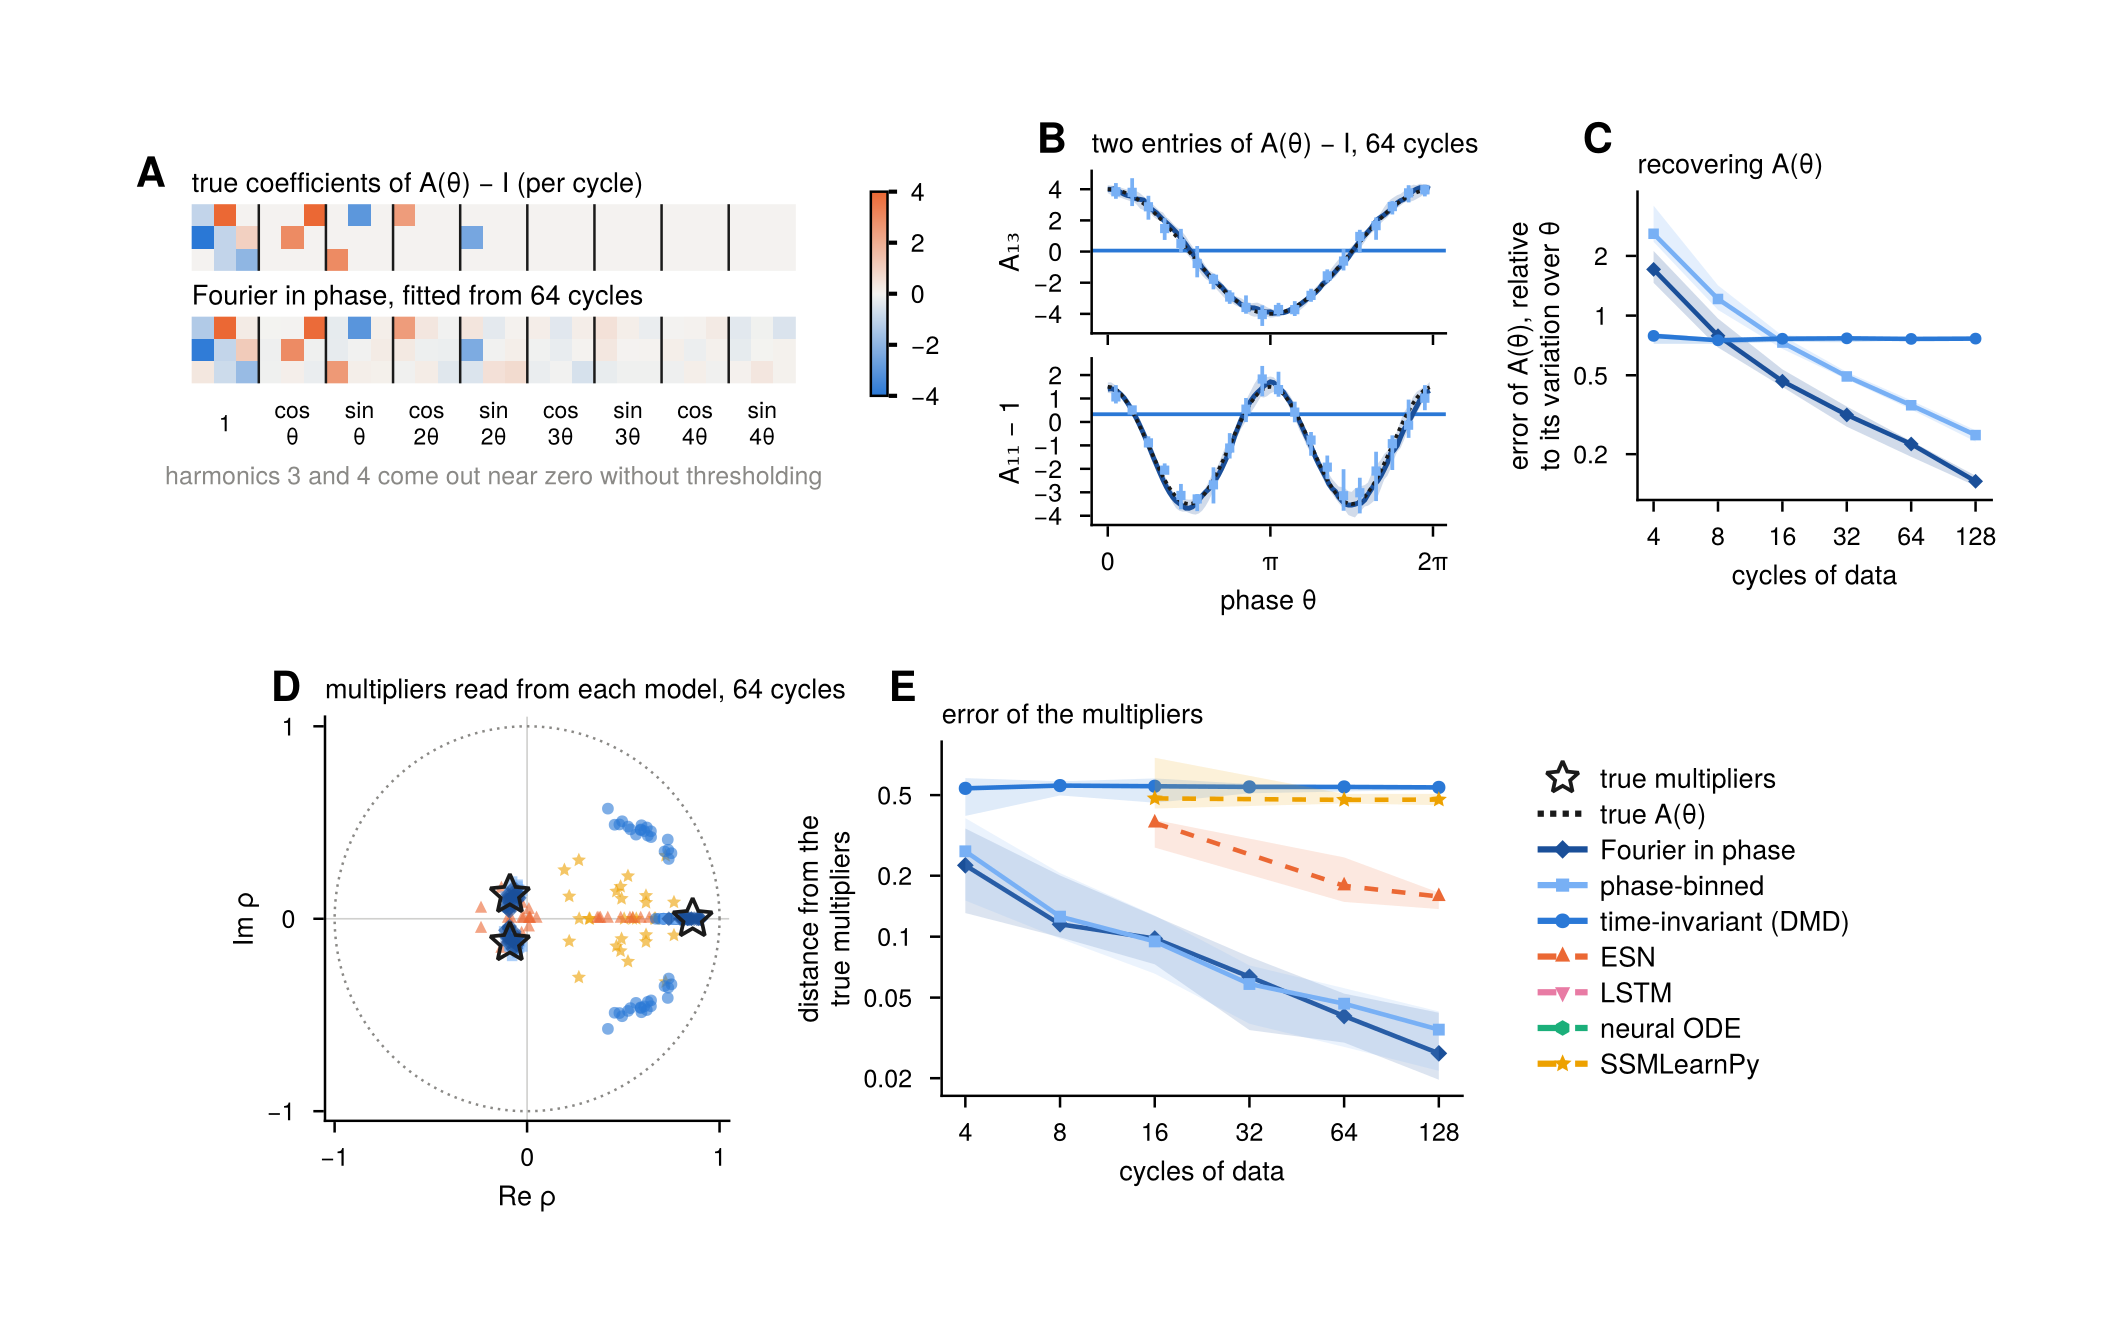 A
true coefficients of A(θ) − I (per cycle)
4
2
0
−2
−4
Fourier in phase, fitted from 64 cycles
1
cos θ
sin θ
cos 2θ
sin 2θ
cos 3θ
sin 3θ
cos 4θ
sin 4θ
harmonics 3 and 4 come out near zero without thresholding
B
two entries of A(θ) − I, 64 cycles
A₁₃
4
2
0
−2
−4
A₁₁ − 1
2
1
0
−1
−2
−3
−4
0
π
2π
phase θ
C
recovering A(θ)
error of A(θ), relative
to its variation over θ
2
1
0.5
0.2
4
8
16
32
64
128
cycles of data
D
multipliers read from each model, 64 cycles
Im ρ
1
0
−1
−1
0
1
Re ρ
E
error of the multipliers
distance from the
true multipliers
0.5
0.2
0.1
0.05
0.02
4
8
16
32
64
128
cycles of data
true multipliers
true A(θ)
Fourier in phase
phase-binned
time-invariant (DMD)
ESN
LSTM
neural ODE
SSMLearnPy